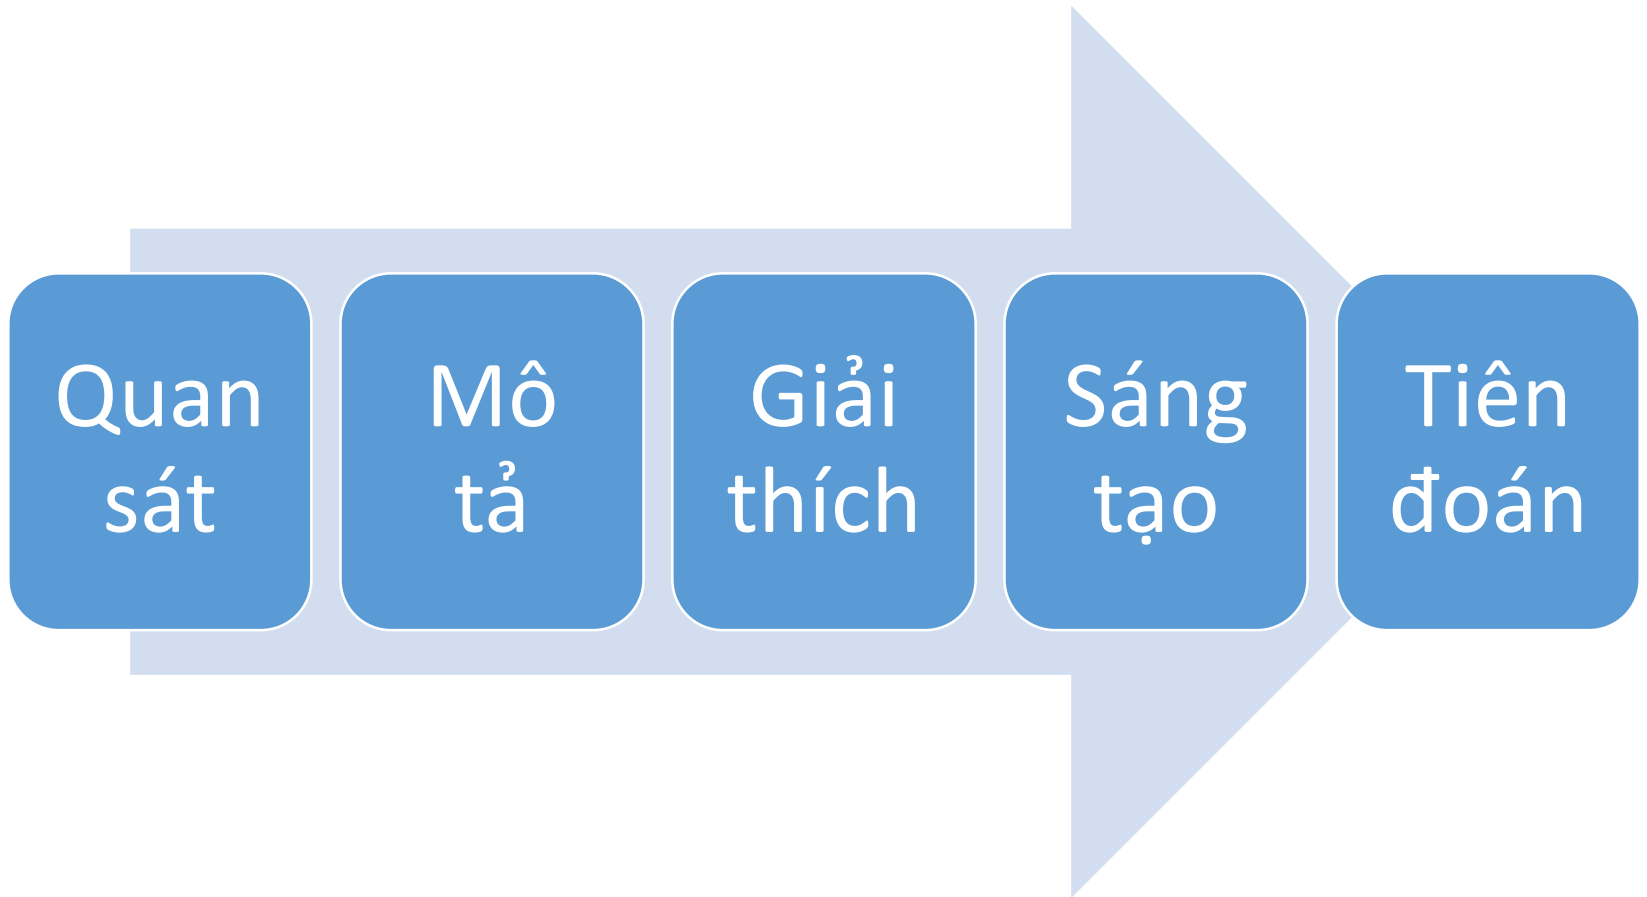 Quan
sát
Mô
tả
Giải
thích
Sáng
tạo
Tiên
đoán